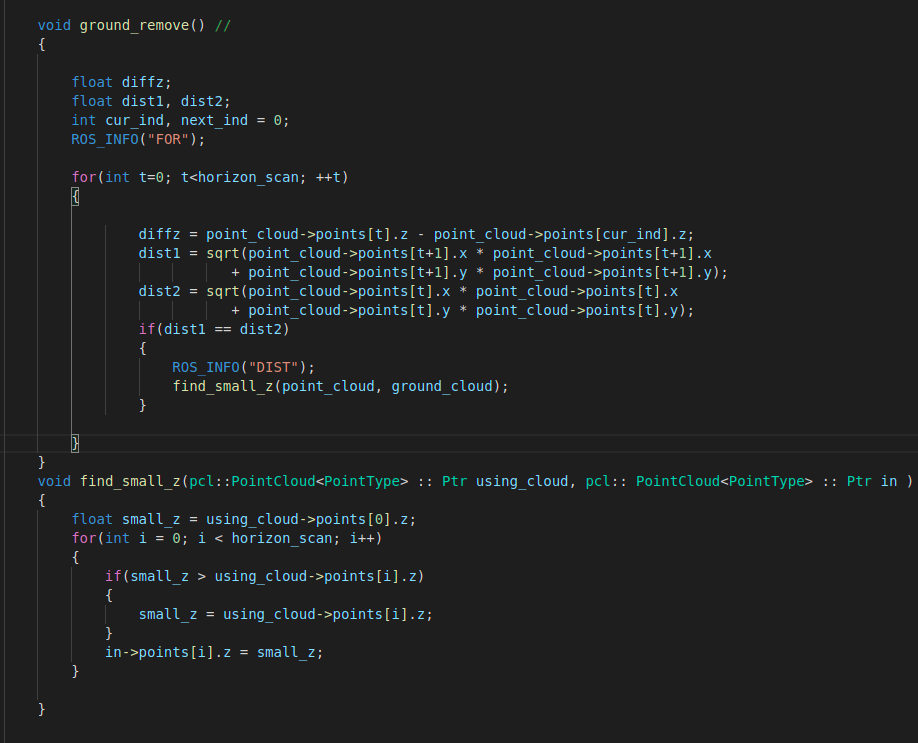 void ground_remove() //
{
float diffz;
float dist1, dist2;
int cur_ind, next_ind = 0;
ROS_INFO("FOR");
for(int t=0; t<horizon_scan; ++t)
{
diffz = point_cloud->points[t].z - point_cloud->points[cur_ind].z;
dist1 = sqrt(point_cloud->points[t+1].x * point_cloud->points[t+1].x
+ point_cloud->points[t+1].y * point_cloud->points[t+1].y);
dist2 = sqrt(point_cloud->points[t].x * point_cloud->points[t].x
+ point_cloud->points[t].y * point_cloud->points[t].y);
if(dist1 == dist2)
{
ROS_INFO("DIST");
find_small_z(point_cloud, ground_cloud);
}
}
}
void find_small_z(pcl::PointCloud<PointType> :: Ptr using_cloud, pcl:: PointCloud<PointType> :: Ptr in )
{
float small_z = using_cloud->points[0].z;
for(int i = 0; i < horizon_scan; i++)
{
if(small_z > using_cloud->points[i].z)
{
small_z = using_cloud->points[i].z;
}
in->points[i].z = small_z;
}
}